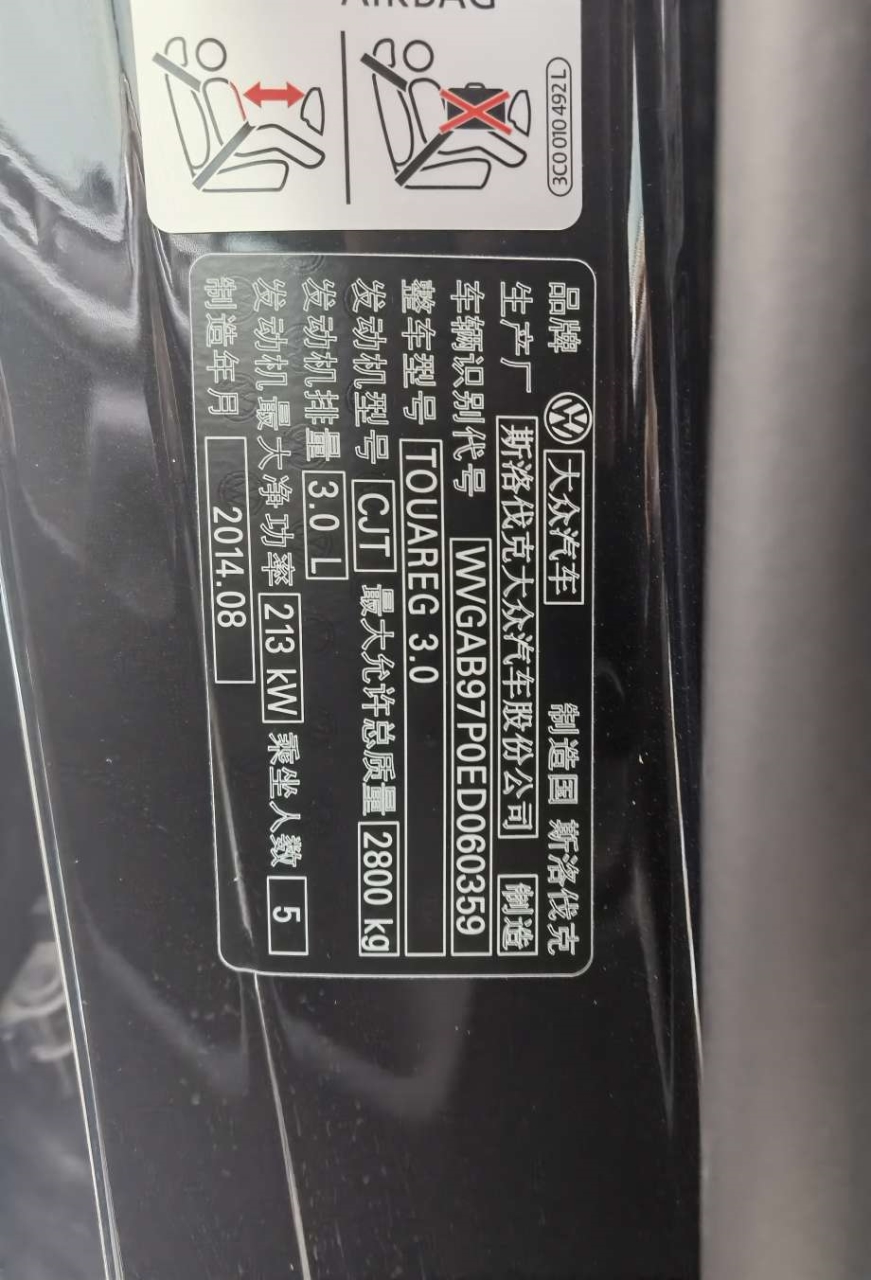 AIRBAG
3C0 010 492L
品牌 大众汽车 制造国 斯洛伐克
生产厂 斯洛伐克大众汽车股份公司 制造
车辆识别代号 WVGAB97P0ED060359
整车型号 TOUAREG 3.0
发动机型号 CJT 最大允许总质量 2800 kg
发动机排量 3.0 L
发动机最大净功率 213 kW 乘坐人数 5
制造年月 2014.08